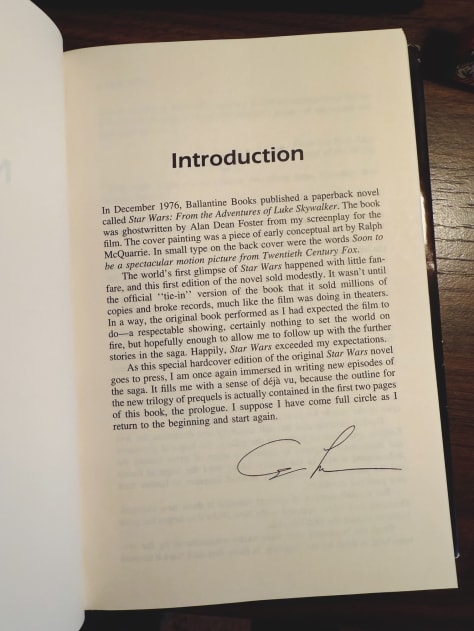 Introduction
In December 1976, Ballantine Books published a paperback novel
called Star Wars: From the Adventures of Luke Skywalker. The book
was ghostwritten by Alan Dean Foster from my screenplay for the
film. The cover painting was a piece of early conceptual art by Ralph
McQuarrie. In small type on the back cover were the words Soon to
be a spectacular motion picture from Twentieth Century Fox.
The world's first glimpse of Star Wars happened with little fan-
fare, and this first edition of the novel sold modestly. It wasn't until
the official "tie-in" version of the book that it sold millions of
copies and broke records, much like the film was doing in theaters.
In a way, the original book performed as I had expected the film to
do—a respectable showing, certainly nothing to set the world on
fire, but hopefully enough to allow me to follow up with the further
stories in the saga. Happily, Star Wars exceeded my expectations.
As this special hardcover edition of the original Star Wars novel
goes to press, I am once again immersed in writing new episodes of
the saga. It fills me with a sense of déjà vu, because the outline for
the new trilogy of prequels is actually contained in the first two pages
of this book, the prologue. I suppose I have come full circle as I
return to the beginning and start again.